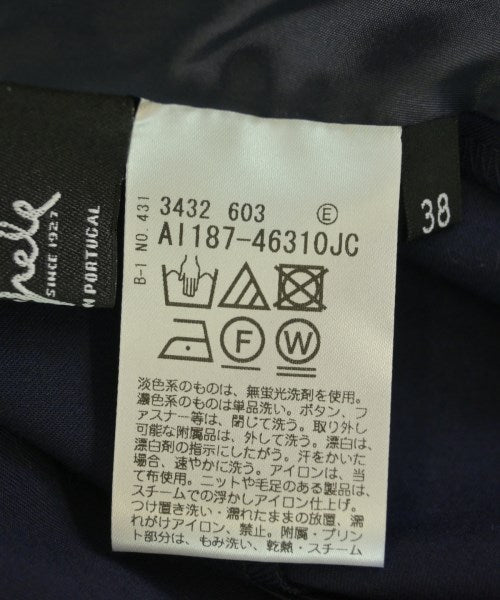 SINCE 1927
PORTUGAL
38
B-1 NO. 431
3432 603 E
AI187-46310JC
F W
淡色系のものは、無蛍光洗剤を使用。
濃色系のものは単品洗い。ボタン、フ
ァスナー等は、閉じて洗う。取り外し
可能な附属品は、外して洗う。漂白は、
漂白剤の指示にしたがう。汗をかいた
場合、速やかに洗う。アイロンは、当
て布使用。ニットや毛足のある製品は、
スチームでの浮かしアイロン仕上げ。
つけ置き洗い・濡れたままの放置、濡
れがけアイロン、禁止。附属・プリン
ト部分は、もみ洗い、乾熱・スチーム